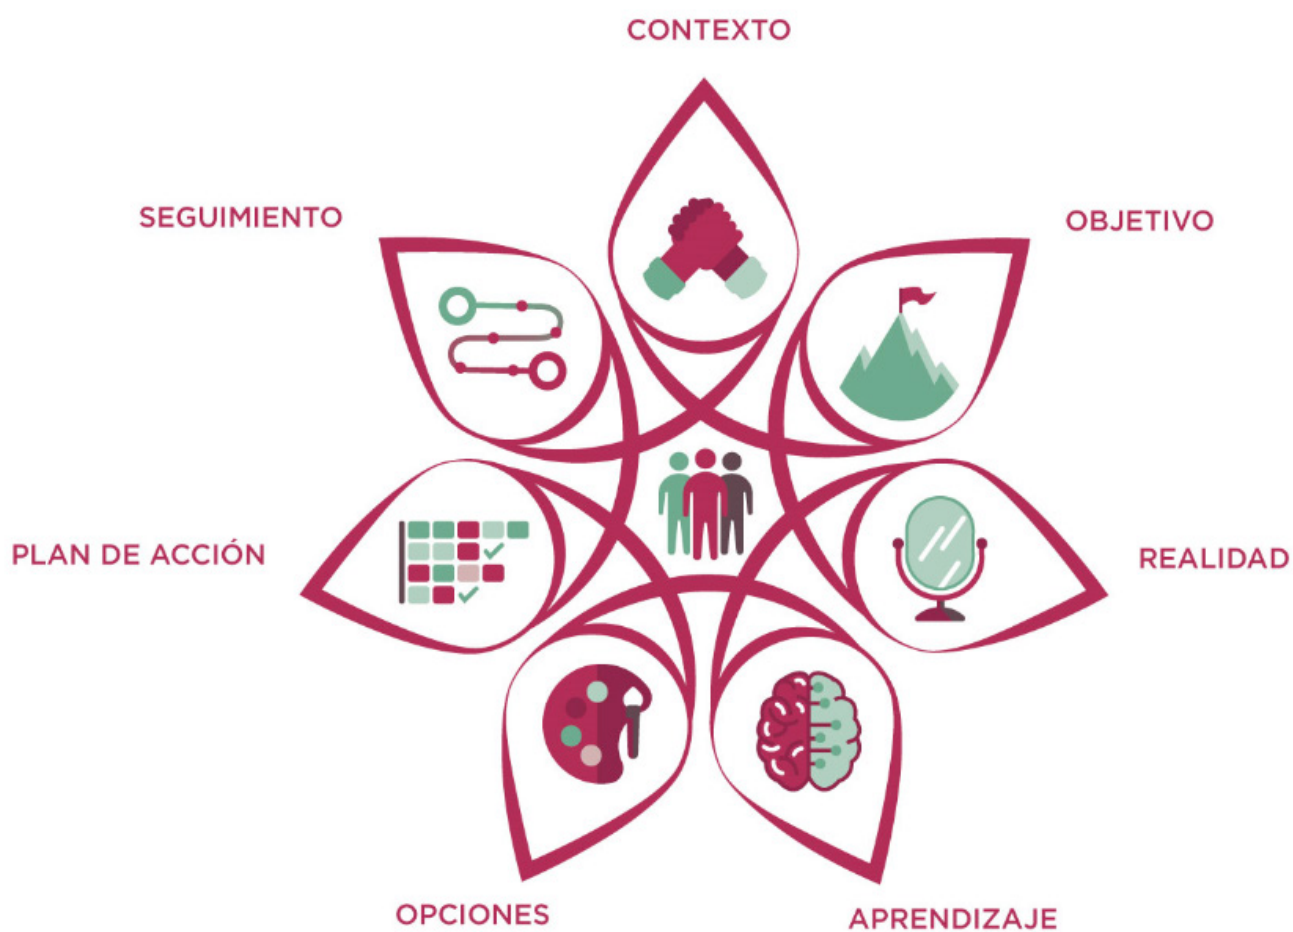 CONTEXTO
OBJETIVO
REALIDAD
APRENDIZAJE
OPCIONES
PLAN DE ACCIÓN
SEGUIMIENTO